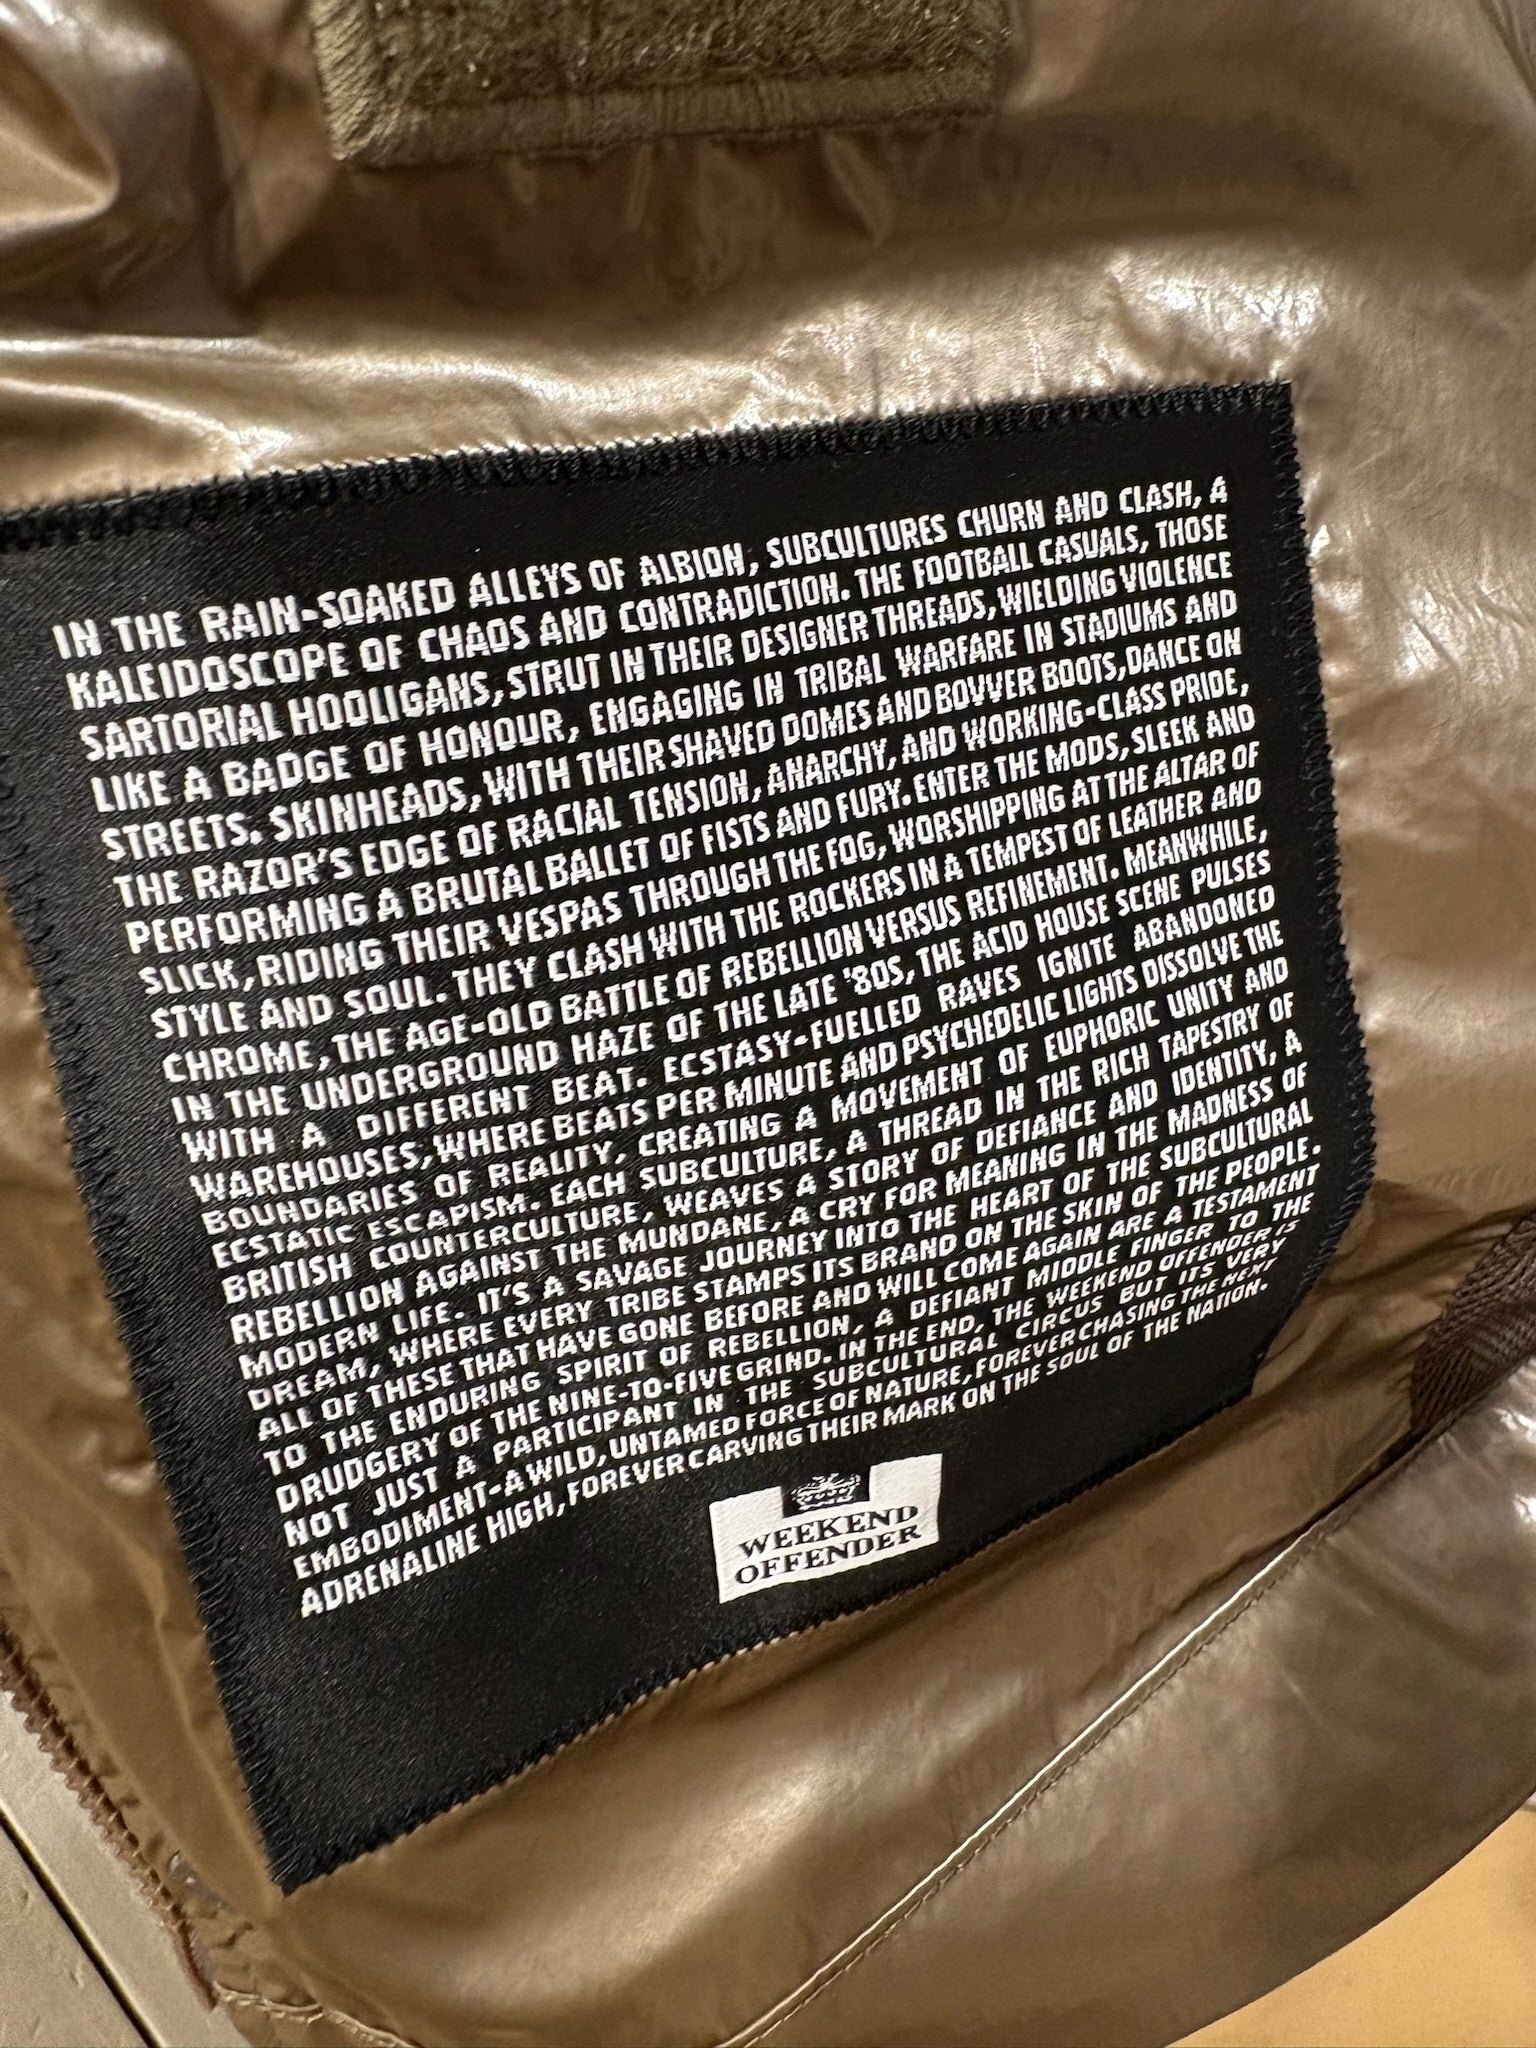 IN THE RAIN-SOAKED ALLEYS OF ALBION, SUBCULTURES CHURN AND CLASH, A
KALEIDOSCOPE OF CHAOS AND CONTRADICTION. THE FOOTBALL CASUALS, THOSE
SARTORIAL HOOLIGANS, STRUT IN THEIR DESIGNER THREADS, WIELDING VIOLENCE
LIKE A BADGE OF HONOUR, ENGAGING IN TRIBAL WARFARE IN STADIUMS AND
STREETS. SKINHEADS, WITH THEIR SHAVED DOMES AND BOVVER BOOTS, DANCE ON
THE RAZOR'S EDGE OF RACIAL TENSION, ANARCHY, AND WORKING-CLASS PRIDE,
PERFORMING A BRUTAL BALLET OF FISTS AND FURY. ENTER THE MODS, SLEEK AND
SLICK, RIDING THEIR VESPAS THROUGH THE FOG, WORSHIPPING AT THE ALTAR OF
STYLE AND SOUL. THEY CLASH WITH THE ROCKERS IN A TEMPEST OF LEATHER AND
CHROME, THE AGE-OLD BATTLE OF REBELLION VERSUS REFINEMENT. MEANWHILE,
IN THE UNDERGROUND HAZE OF THE LATE '80S, THE ACID HOUSE SCENE PULSES
WITH A DIFFERENT BEAT. ECSTASY-FUELLED RAVES IGNITE ABANDONED
WAREHOUSES, WHERE BEATS PER MINUTE AND PSYCHEDELIC LIGHTS DISSOLVE THE
BOUNDARIES OF REALITY, CREATING A MOVEMENT OF EUPHORIC UNITY AND
ECSTATIC ESCAPISM. EACH SUBCULTURE, A THREAD IN THE RICH TAPESTRY OF
BRITISH COUNTERCULTURE, WEAVES A STORY OF DEFIANCE AND IDENTITY, A
REBELLION AGAINST THE MUNDANE, A CRY FOR MEANING IN THE MADNESS OF
MODERN LIFE. IT'S A SAVAGE JOURNEY INTO THE HEART OF THE SUBCULTURAL
DREAM, WHERE EVERY TRIBE STAMPS ITS BRAND ON THE SKIN OF THE PEOPLE.
ALL OF THESE THAT HAVE GONE BEFORE AND WILL COME AGAIN ARE A TESTAMENT
TO THE ENDURING SPIRIT OF REBELLION, A DEFIANT MIDDLE FINGER TO THE
DRUDGERY OF THE NINE-TO-FIVE GRIND. IN THE END, THE WEEKEND OFFENDER IS
NOT JUST A PARTICIPANT IN THE SUBCULTURAL CIRCUS BUT ITS VERY
EMBODIMENT-A WILD, UNTAMED FORCE OF NATURE, FOREVER CHASING THE NEXT
ADRENALINE HIGH, FOREVER CARVING THEIR MARK ON THE SOUL OF THE NATION.
WEEKEND
OFFENDER